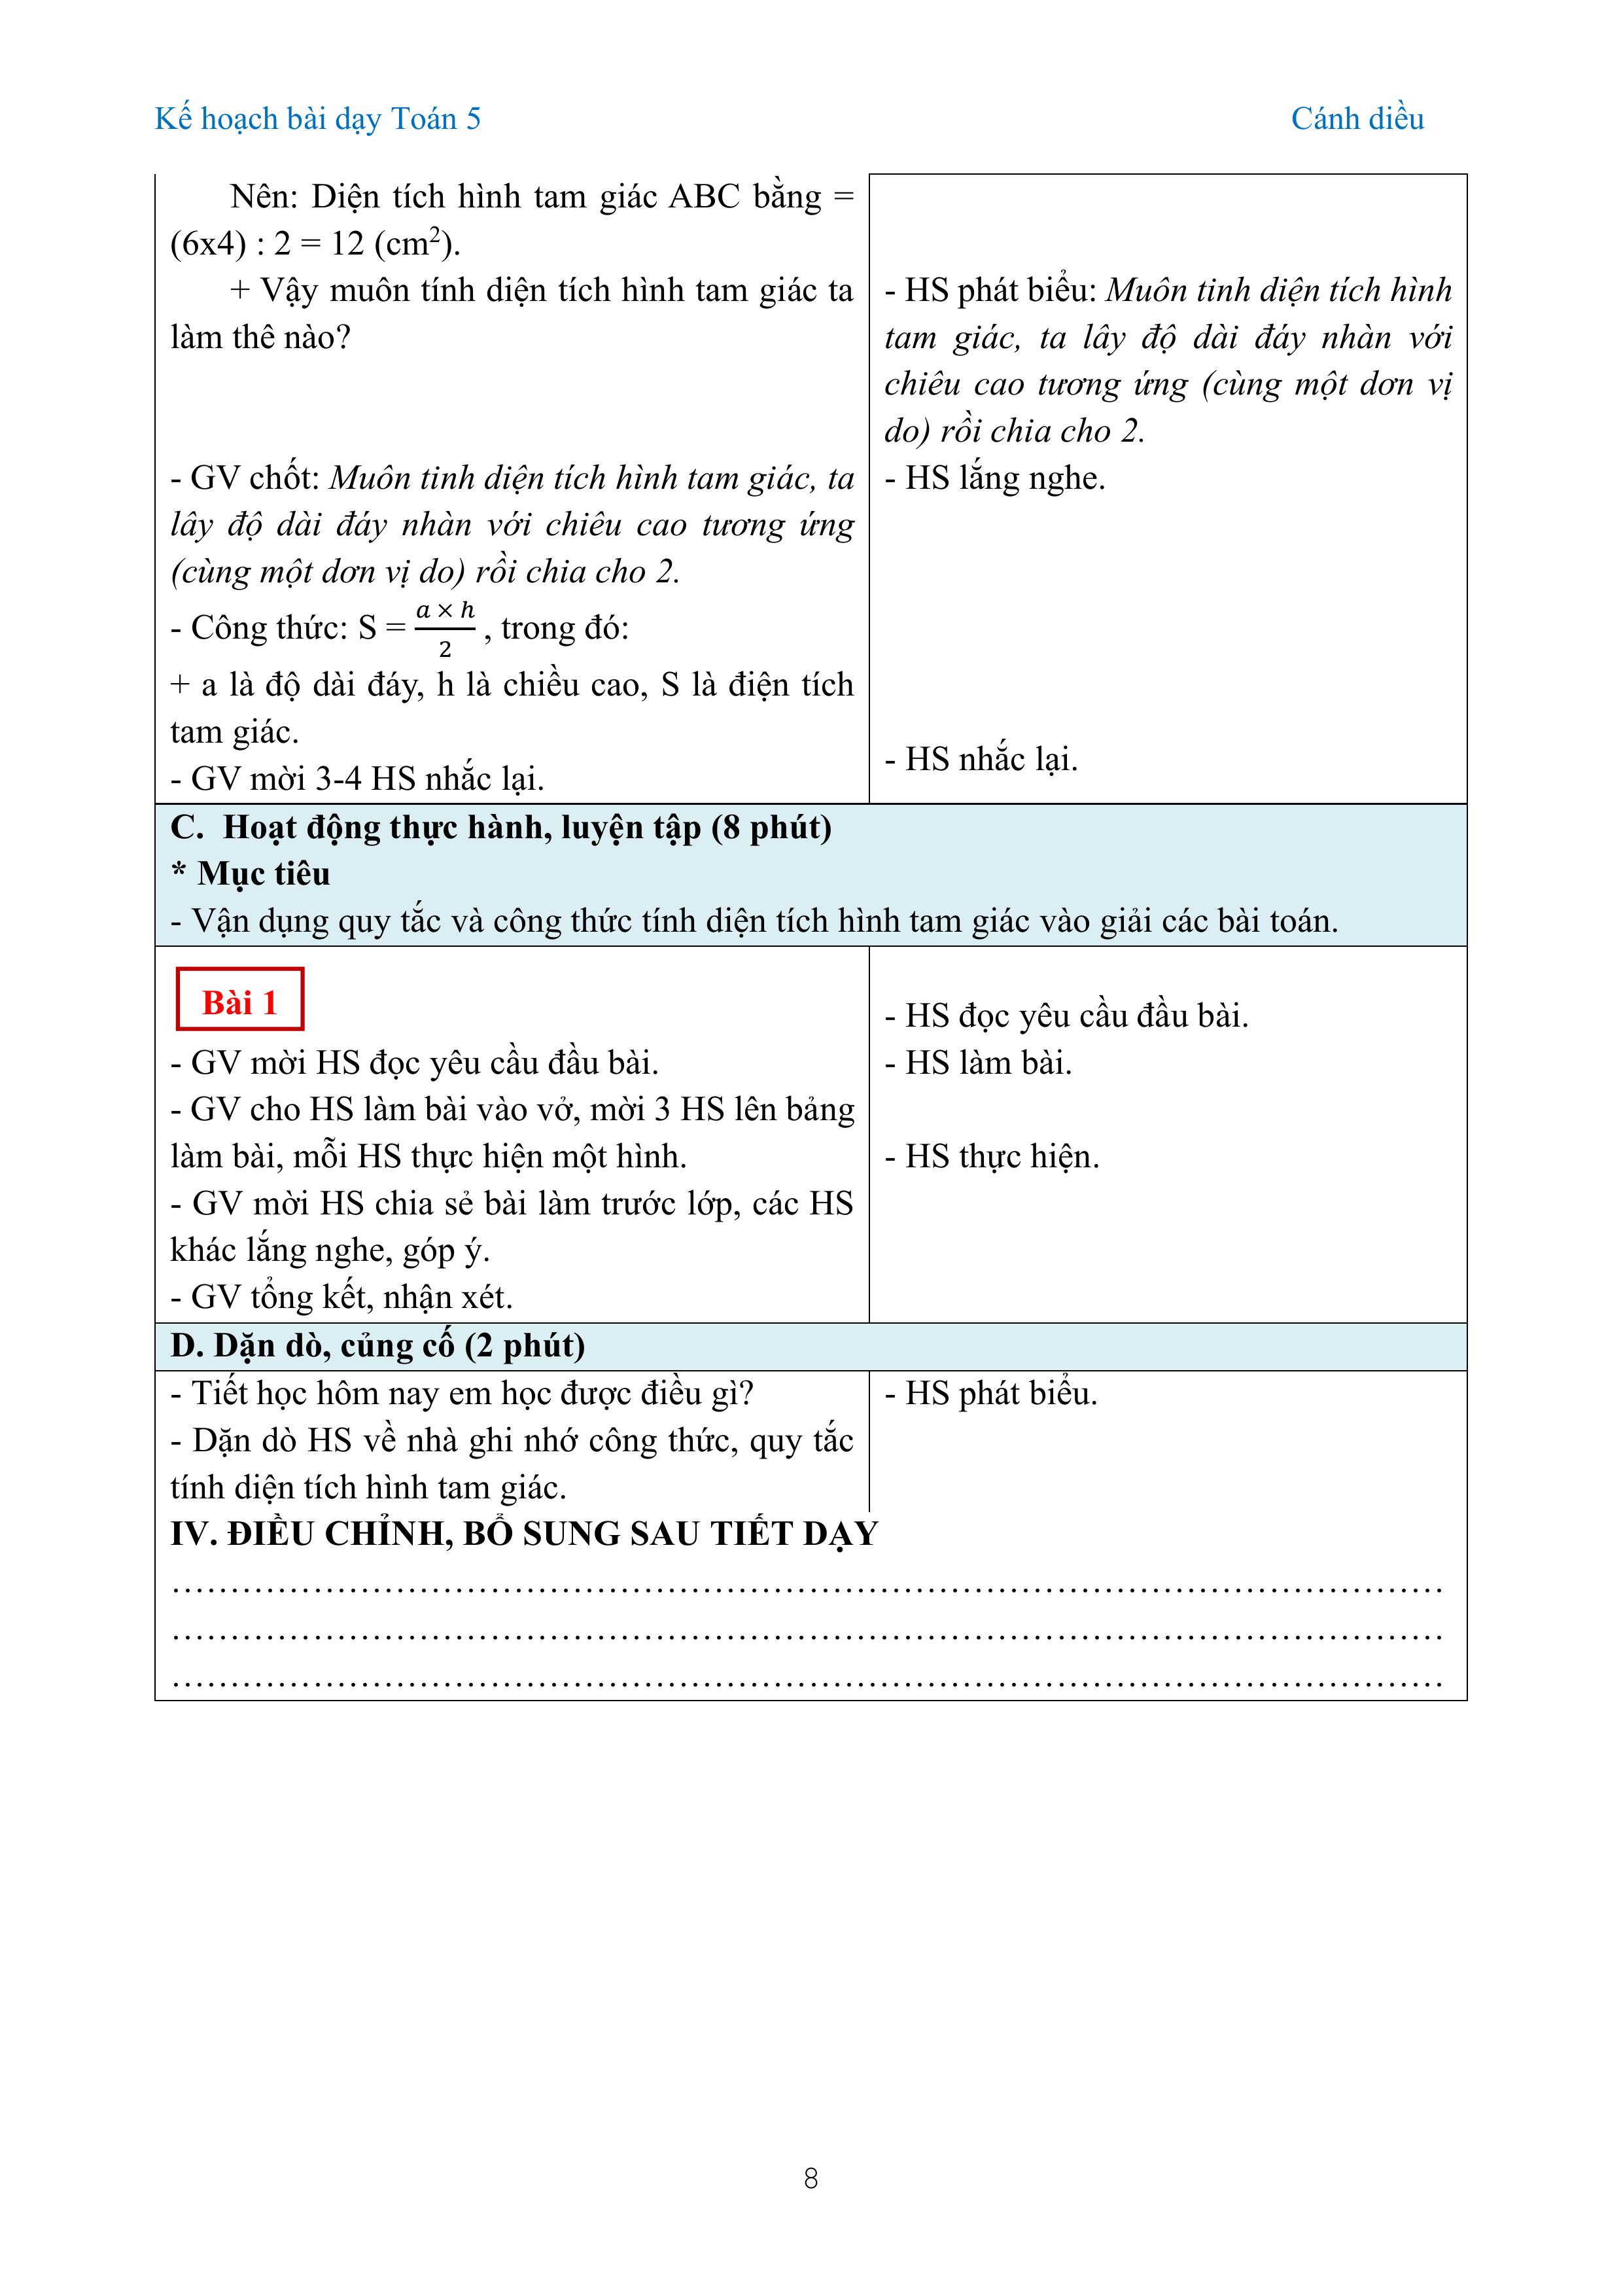 Kế hoạch bài dạy Toán 5
Cánh diều
Nên: Diện tích hình tam giác ABC bằng =
(6x4) : 2 = 12 (cm²).
+ Vậy muôn tính diện tích hình tam giác ta
làm thê nào?
- GV chốt: Muôn tinh diện tích hình tam giác, ta
lây độ dài đáy nhàn với chiêu cao tương ứng
(cùng một dơn vị do) rồi chia cho 2.
- Công thức: S = \frac{a × h}{2} , trong đó:
+ a là độ dài đáy, h là chiều cao, S là điện tích
tam giác.
- GV mời 3-4 HS nhắc lại.
- HS phát biểu: Muôn tinh diện tích hình
tam giác, ta lây độ dài đáy nhàn với
chiêu cao tương ứng (cùng một dơn vị
do) rồi chia cho 2.
- HS lắng nghe.
- HS nhắc lại.
C. Hoạt động thực hành, luyện tập (8 phút)
* Mục tiêu
- Vận dụng quy tắc và công thức tính diện tích hình tam giác vào giải các bài toán.
Bài 1
- GV mời HS đọc yêu cầu đầu bài.
- GV cho HS làm bài vào vở, mời 3 HS lên bảng
làm bài, mỗi HS thực hiện một hình.
- GV mời HS chia sẻ bài làm trước lớp, các HS
khác lắng nghe, góp ý.
- GV tổng kết, nhận xét.
- HS đọc yêu cầu đầu bài.
- HS làm bài.
- HS thực hiện.
D. Dặn dò, củng cố (2 phút)
- Tiết học hôm nay em học được điều gì?
- Dặn dò HS về nhà ghi nhớ công thức, quy tắc
tính diện tích hình tam giác.
- HS phát biểu.
IV. ĐIỀU CHỈNH, BỔ SUNG SAU TIẾT DẠY
……………………………………………………………………………………………
……………………………………………………………………………………………
……………………………………………………………………………………………
8